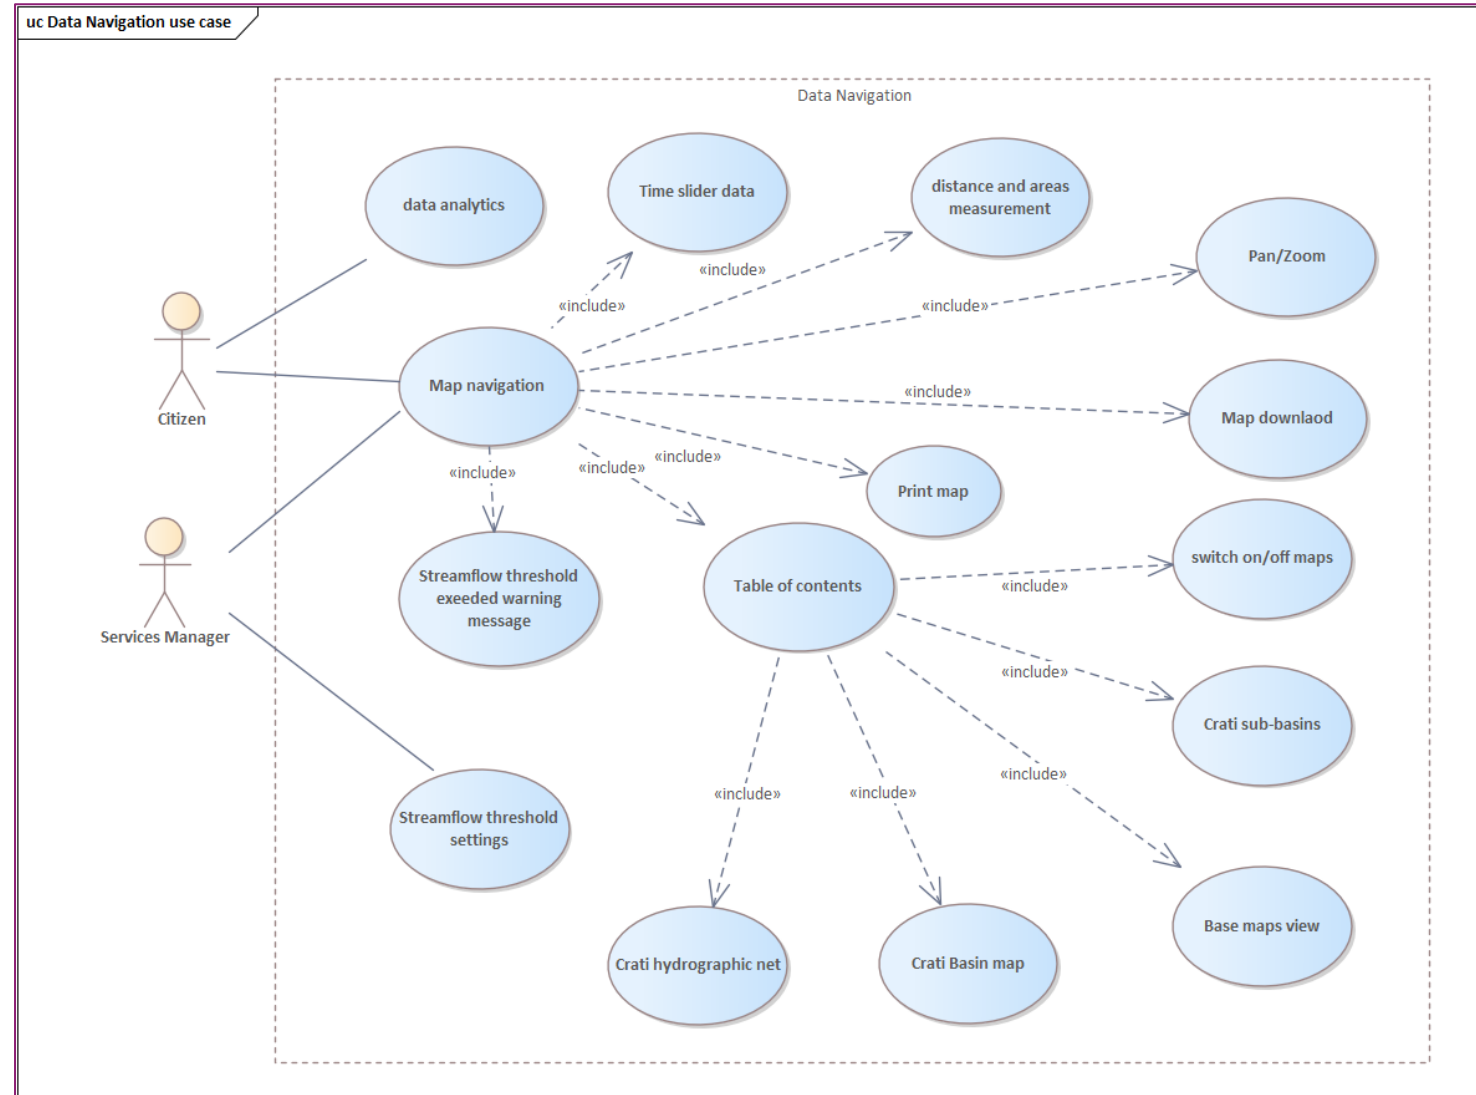 uc Data Navigation use case
Data Navigation
data analytics
Time slider data
distance and areas
measurement
Pan/Zoom
«include»
«include»
«include»
Citizen
Map navigation
«include»
Map downlaod
«include»
«include»
«include»
Print map
Services Manager
Streamflow threshold
exeeded warning
message
Table of contents
switch on/off maps
«include»
«include»
Crati sub-basins
«include»
«include»
«include»
Streamflow threshold
settings
Crati hydrographic net
Crati Basin map
Base maps view